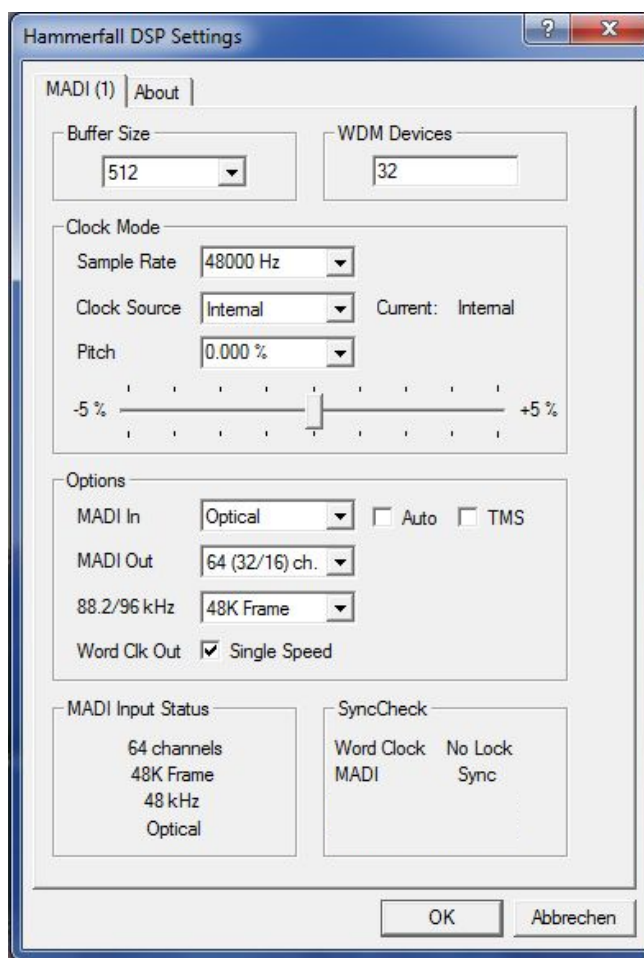 Hammerfall DSP Settings
MADI (1) About
Buffer Size WDM Devices
512 32
Clock Mode
Sample Rate 48000 Hz
Clock Source Internal Current: Internal
Pitch 0.000 %
-5 % +5 %
Options
MADI In Optical Auto TMS
MADI Out 64 (32/16) ch.
88.2/96 kHz 48K Frame
Word Clk Out Single Speed
MADI Input Status SyncCheck
64 channels Word Clock No Lock
48K Frame MADI Sync
48 kHz
Optical
OK Abbrechen